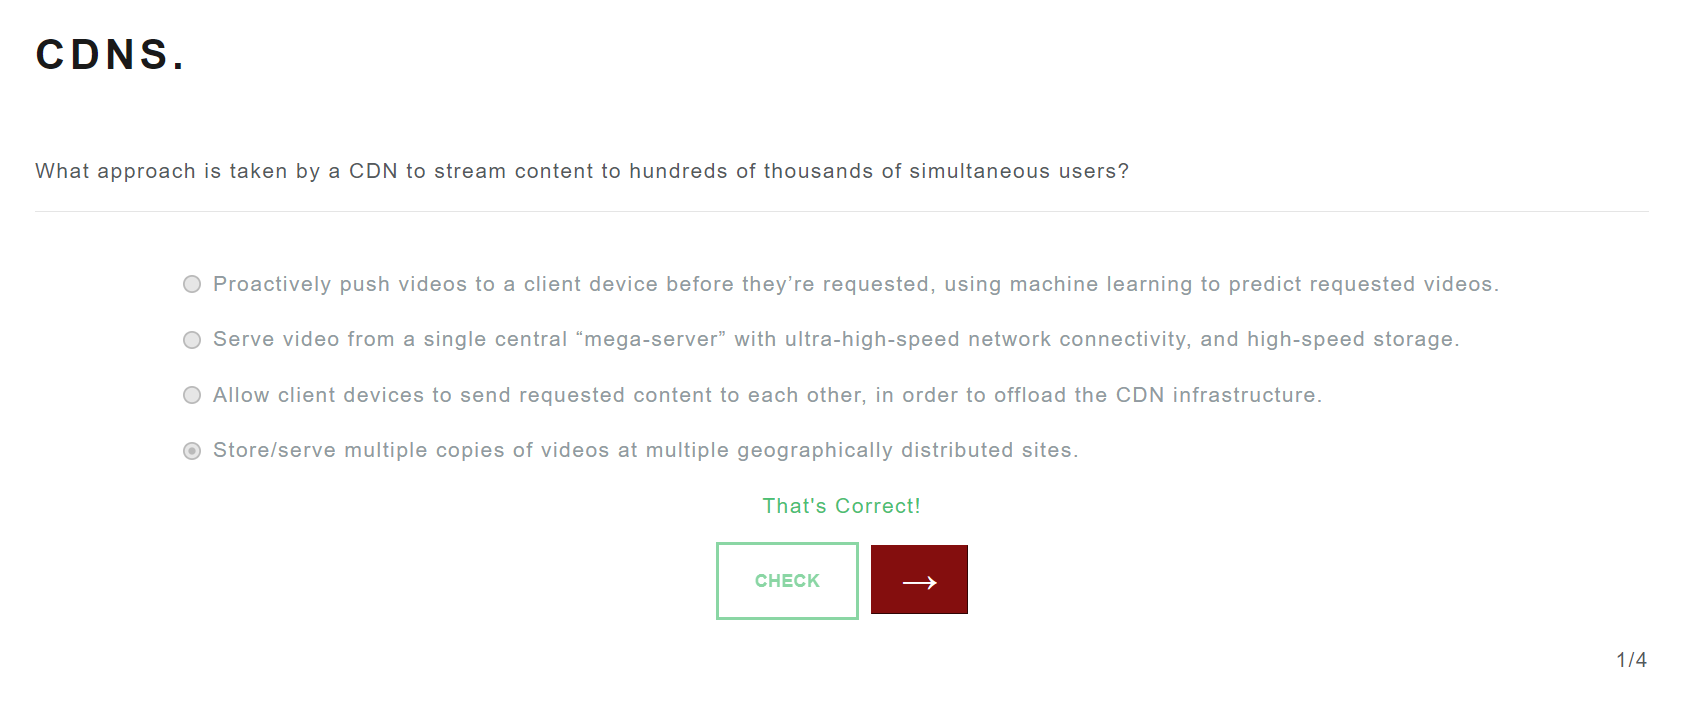 CDNS.
What approach is taken by a CDN to stream content to hundreds of thousands of simultaneous users?
Proactively push videos to a client device before they’re requested, using machine learning to predict requested videos.
Serve video from a single central “mega-server” with ultra-high-speed network connectivity, and high-speed storage.
Allow client devices to send requested content to each other, in order to offload the CDN infrastructure.
Store/serve multiple copies of videos at multiple geographically distributed sites.
That's Correct!
CHECK →
1/4